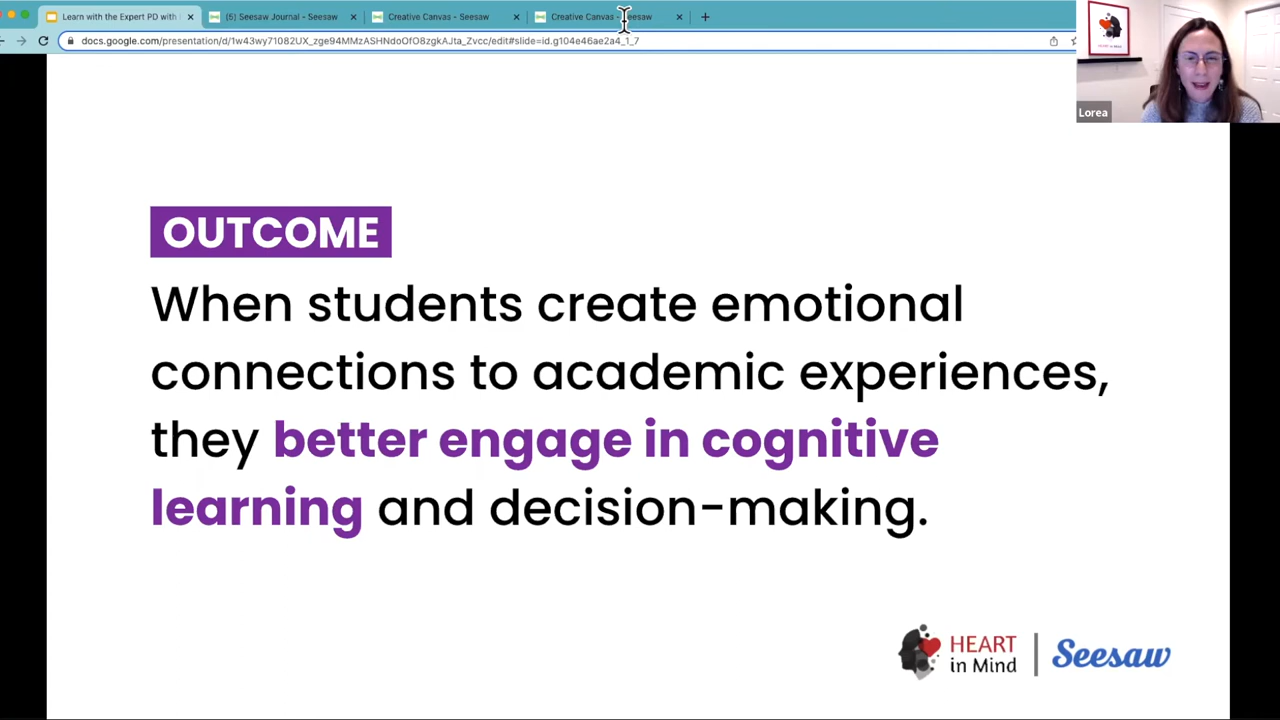 Learn with the Expert PD with
(5) Seesaw Journal - Seesaw
Creative Canvas - Seesaw
Creative Canvas - Seesaw
docs.google.com/presentation/d/1w43wy71082UX_zge94MMzASHNdoOfO8zgkAJta_Zvcc/edit#slide=id.g104e46ae2a4_1_7
Lorea
OUTCOME
When students create emotional
connections to academic experiences,
they better engage in cognitive
learning and decision-making.
HEART
in Mind
Seesaw